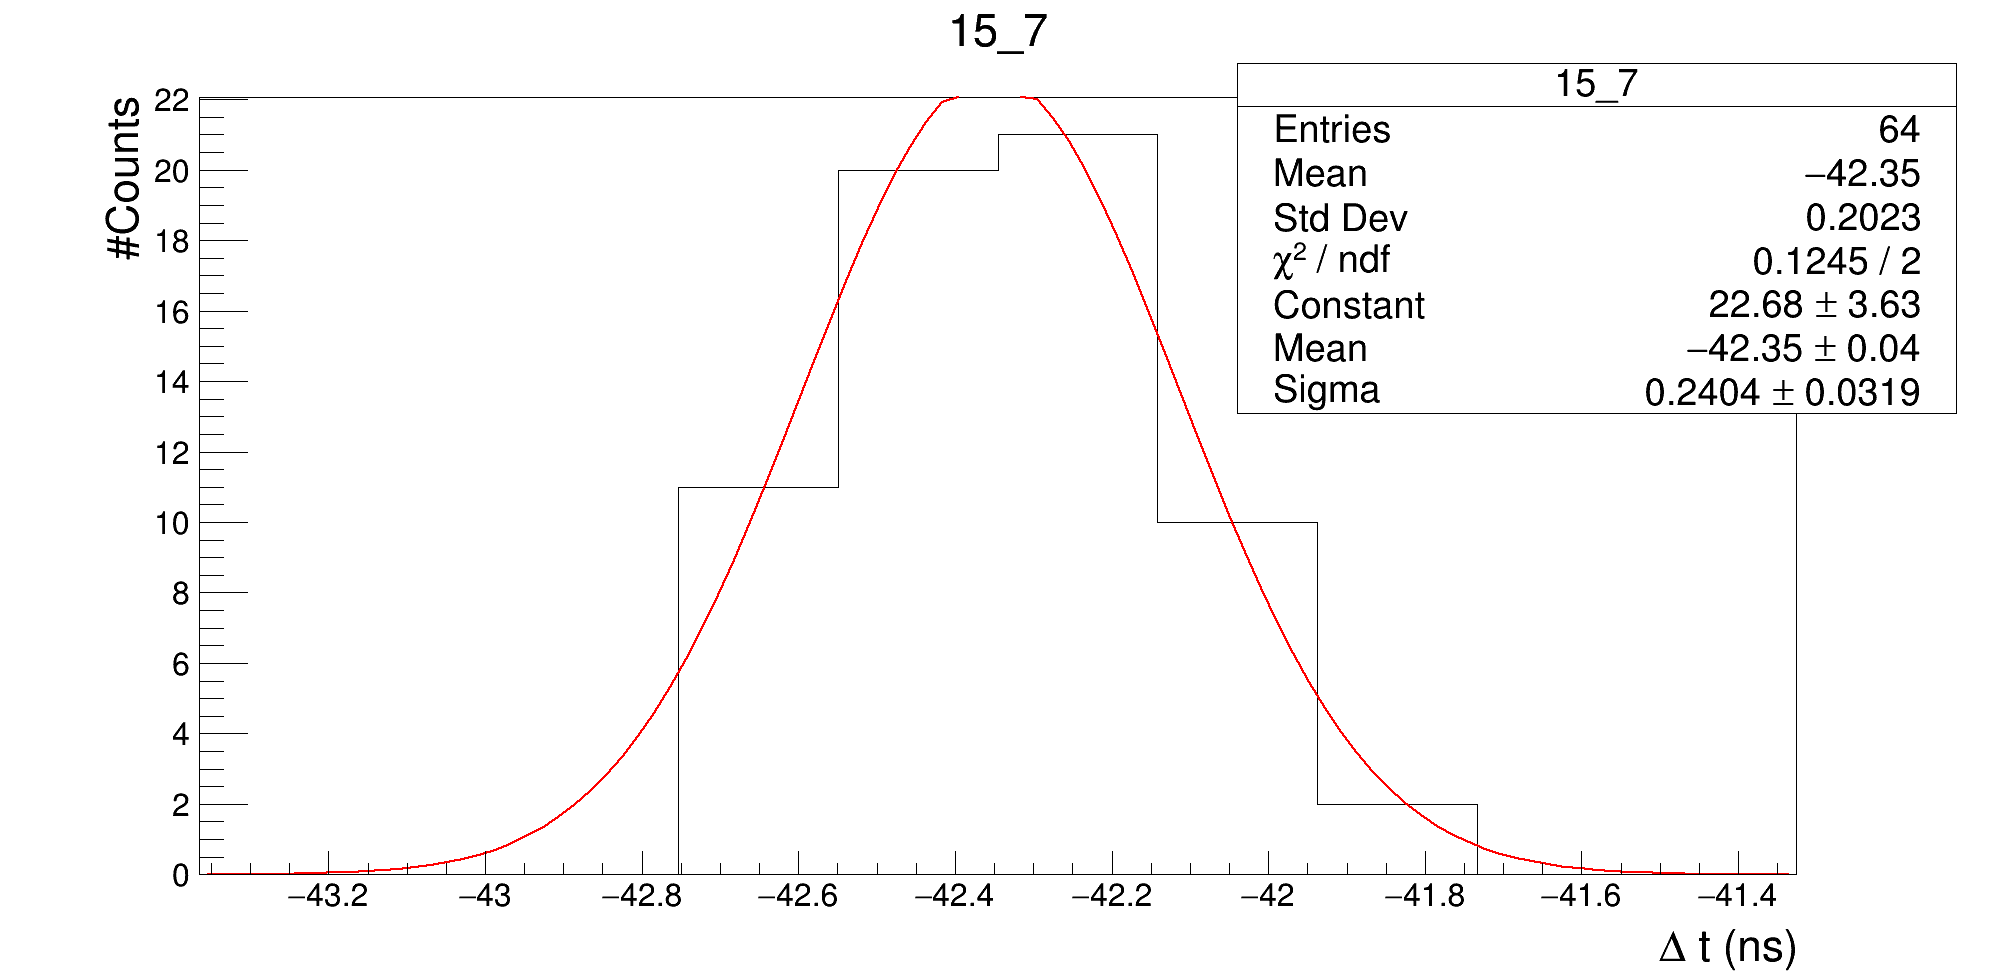 15_7
15_7
Entries 64
Mean −42.35
Std Dev 0.2023
χ² / ndf 0.1245 / 2
Constant 22.68 ± 3.63
Mean −42.35 ± 0.04
Sigma 0.2404 ± 0.0319
#Counts
22
20
18
16
14
12
10
8
6
4
2
0
−43.2 −43 −42.8 −42.6 −42.4 −42.2 −42 −41.8 −41.6 −41.4
Δ t (ns)